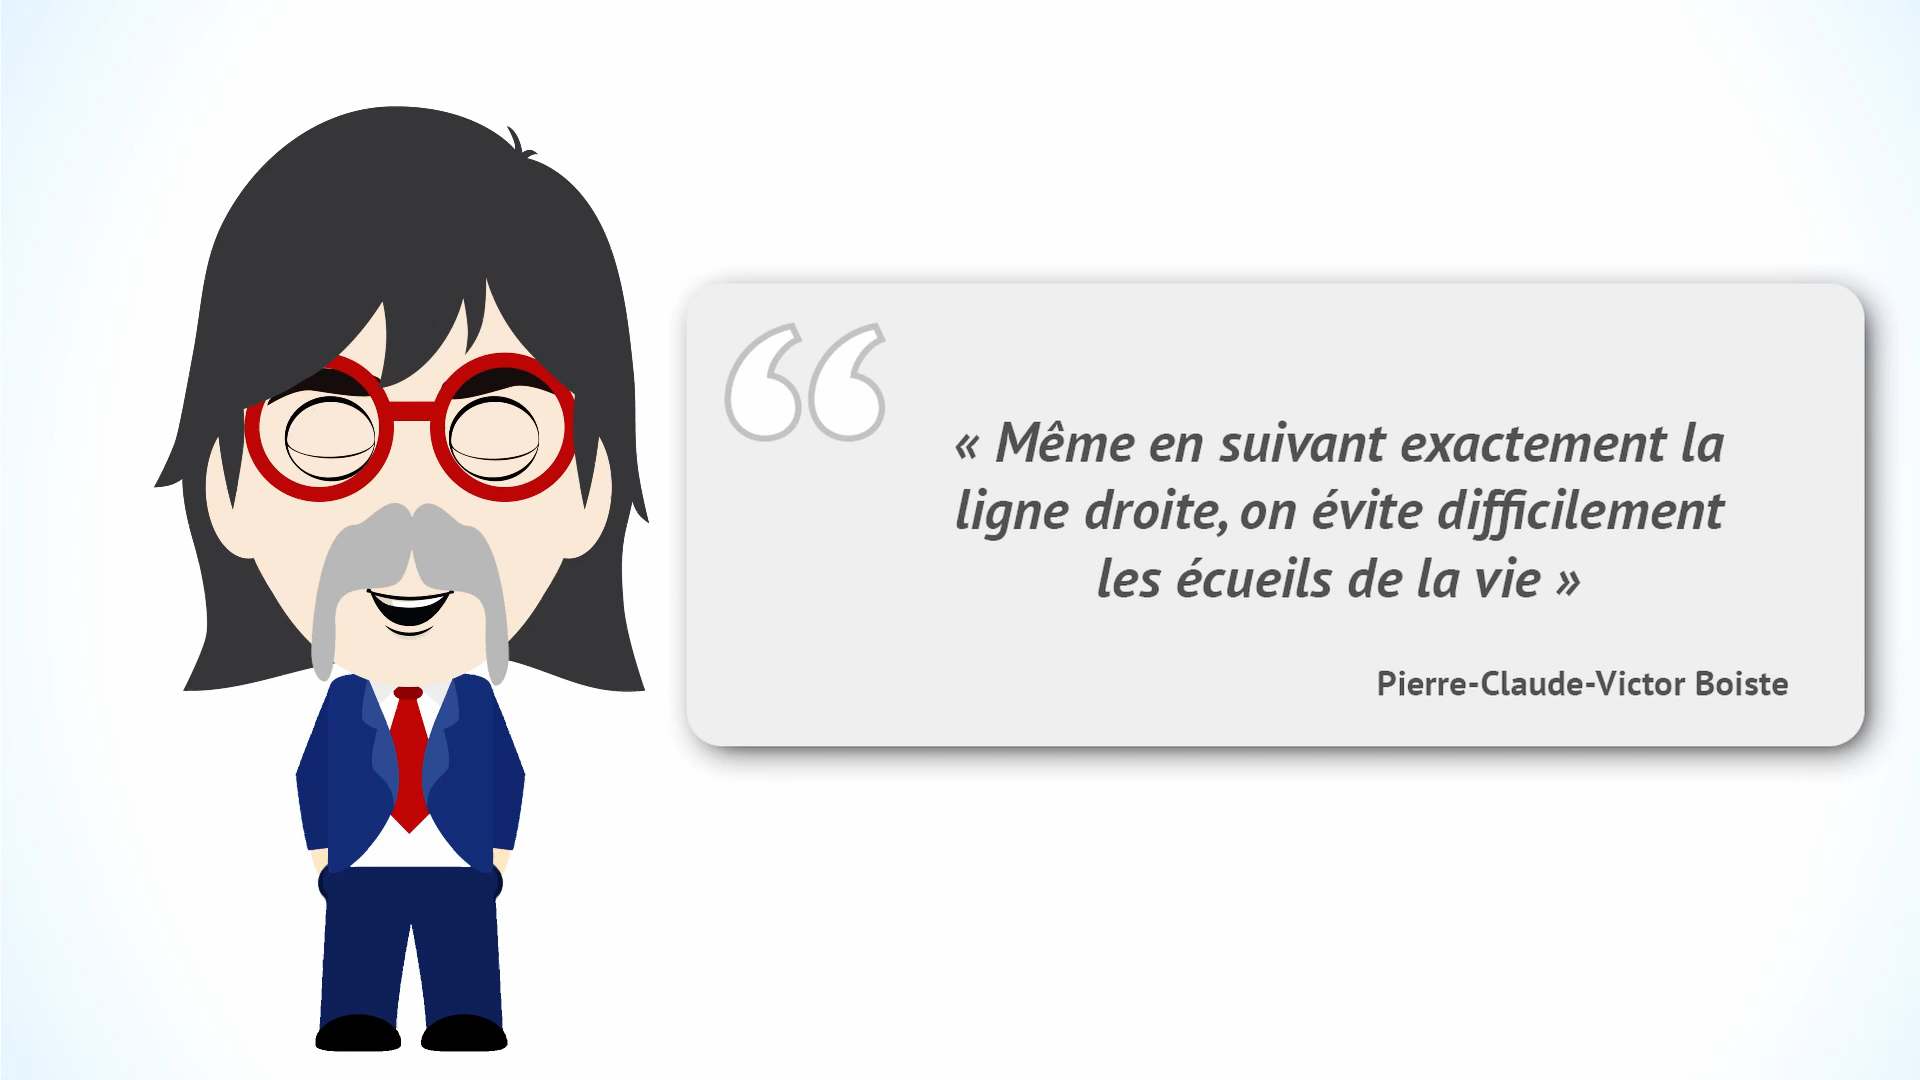 « Même en suivant exactement la
ligne droite, on évite difficilement
les écueils de la vie »
Pierre-Claude-Victor Boiste